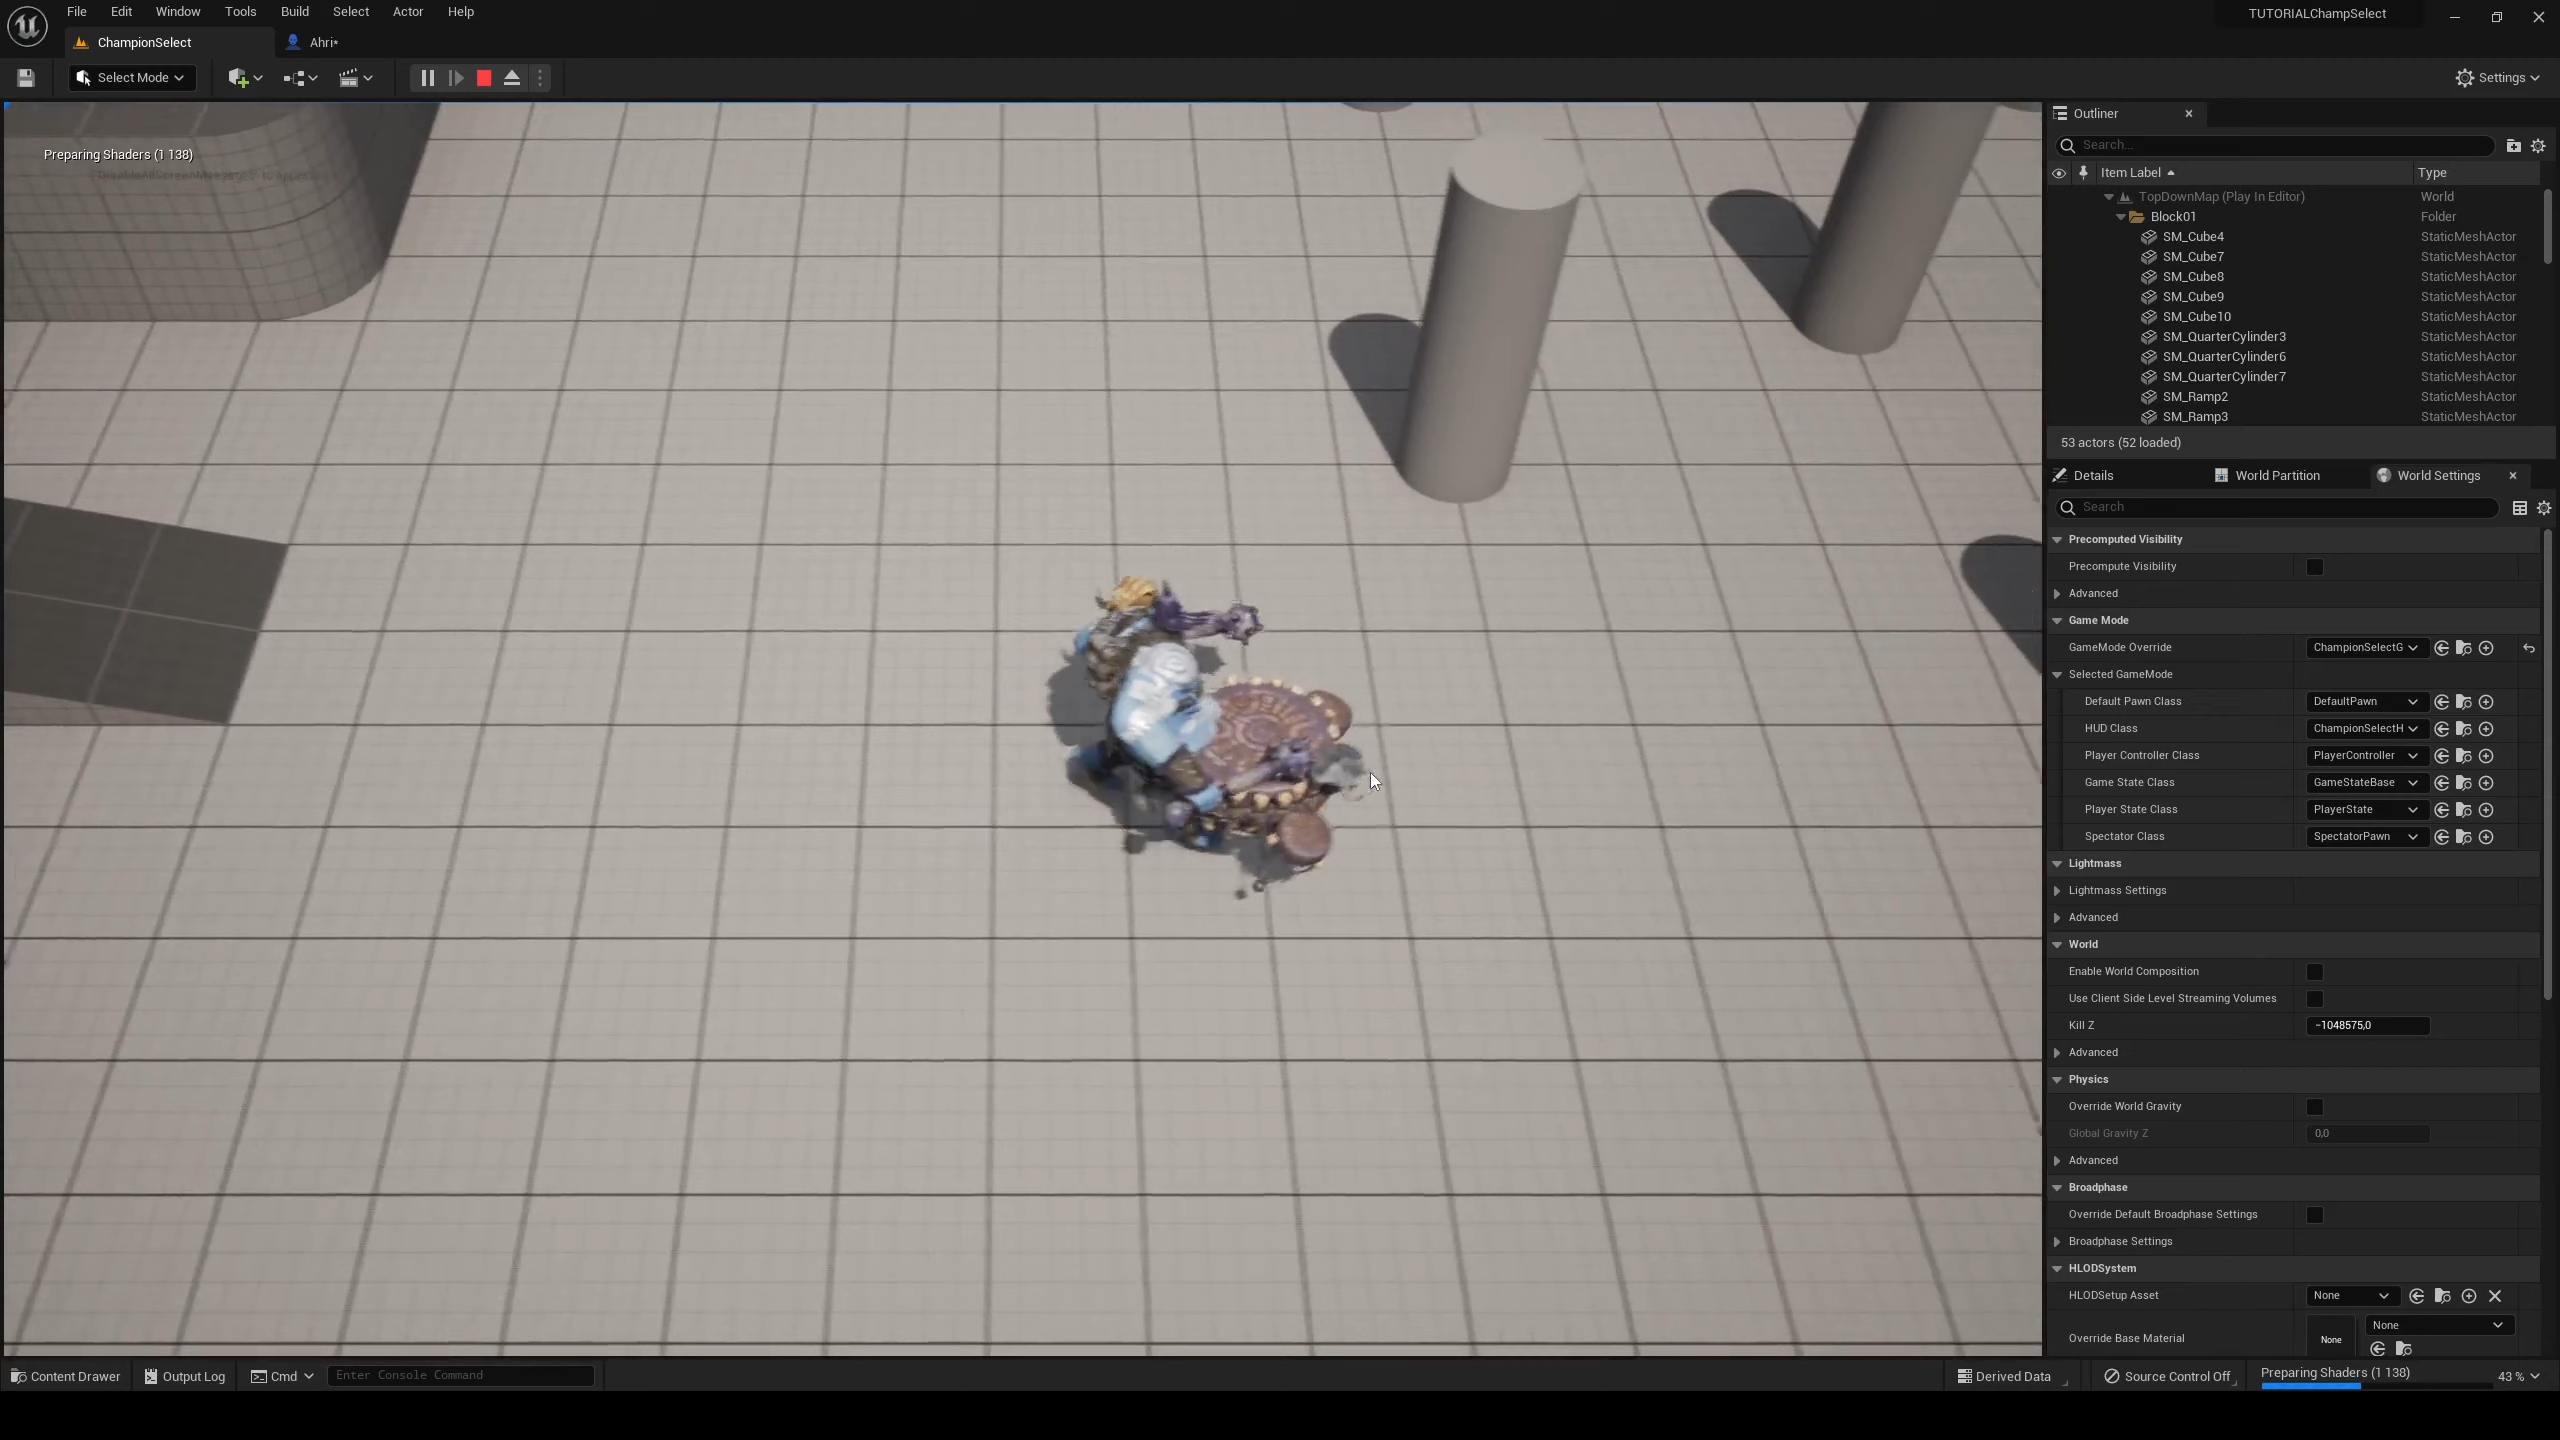 File Edit Window Tools Build Select Actor Help
TUTORIALChampSelect
ChampionSelect
Ahri*
Select Mode
Settings
Preparing Shaders (1 138)
Outliner
Search...
Item Label
Type
TopDownMap (Play In Editor) World
Block01 Folder
SM_Cube4 StaticMeshActor
SM_Cube7 StaticMeshActor
SM_Cube8 StaticMeshActor
SM_Cube9 StaticMeshActor
SM_Cube10 StaticMeshActor
SM_QuarterCylinder3 StaticMeshActor
SM_QuarterCylinder6 StaticMeshActor
SM_QuarterCylinder7 StaticMeshActor
SM_Ramp2 StaticMeshActor
SM_Ramp3 StaticMeshActor
53 actors (52 loaded)
Details World Partition World Settings
Search
Precomputed Visibility
Precompute Visibility
Advanced
Game Mode
GameMode Override ChampionSelectG
Selected GameMode
Default Pawn Class DefaultPawn
HUD Class ChampionSelectH
Player Controller Class PlayerController
Game State Class GameStateBase
Player State Class PlayerState
Spectator Class SpectatorPawn
Lightmass
Lightmass Settings
Advanced
World
Enable World Composition
Use Client Side Level Streaming Volumes
Kill Z -1048575,0
Advanced
Physics
Override World Gravity
Global Gravity Z 0,0
Advanced
Broadphase
Override Default Broadphase Settings
Broadphase Settings
HLODSystem
HLODSetup Asset None
None
Override Base Material None
Content Drawer Output Log Cmd Enter Console Command
Derived Data Source Control Off Preparing Shaders (1 138) 43 %